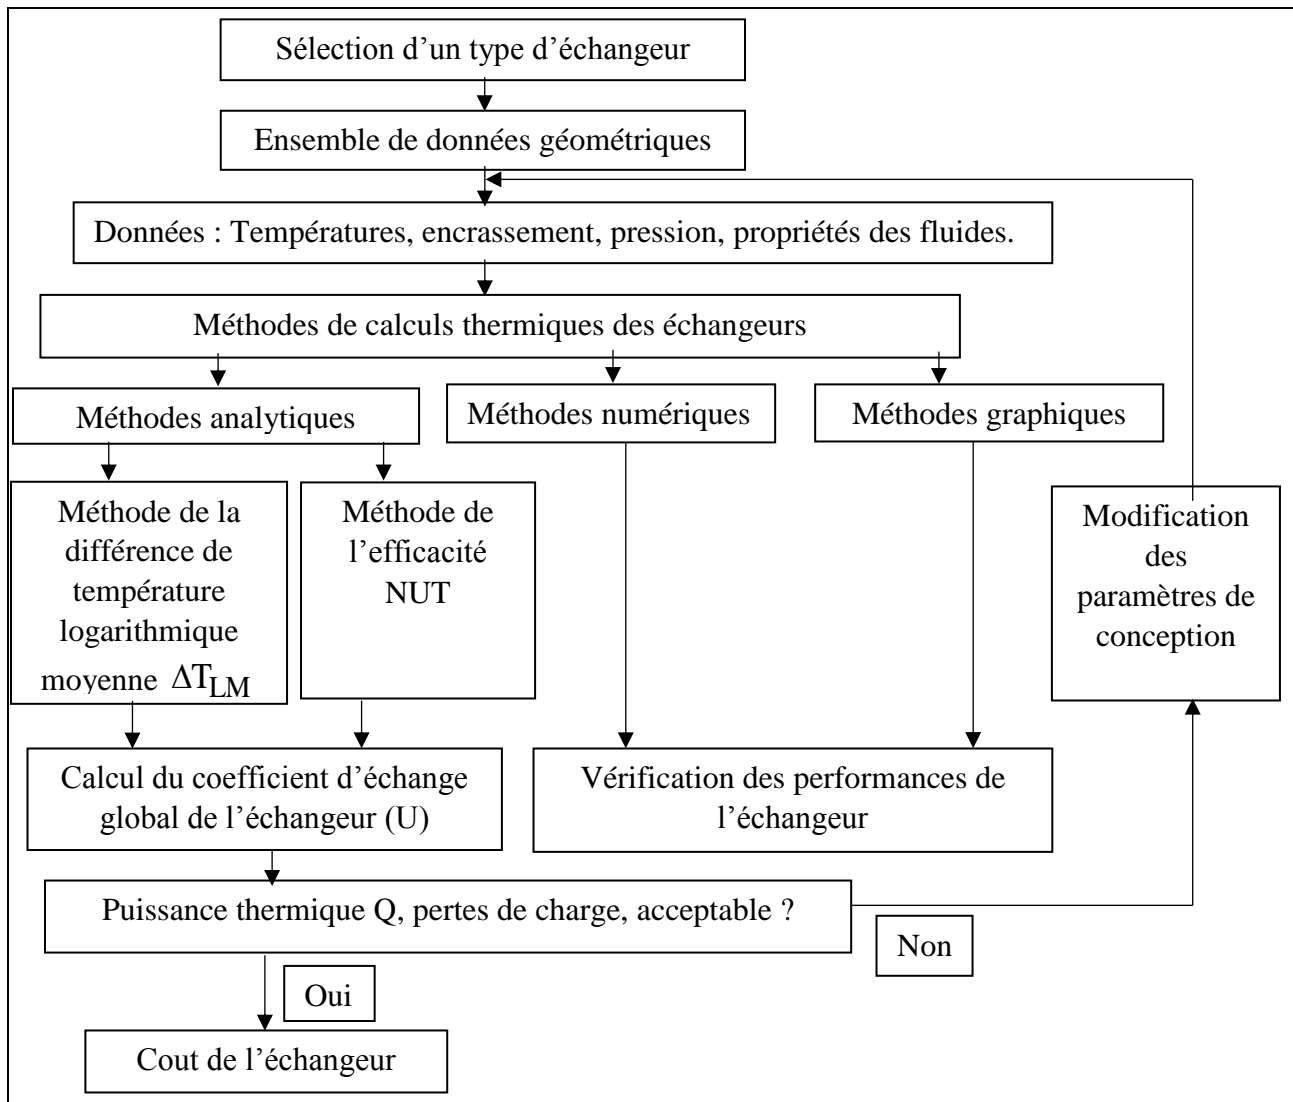 Sélection d’un type d’échangeur
Ensemble de données géométriques
Données : Températures, encrassement, pression, propriétés des fluides.
Méthodes de calculs thermiques des échangeurs
Méthodes analytiques
Méthodes numériques
Méthodes graphiques
Méthode de la
différence de
température
logarithmique
moyenne ΔT_LM
Méthode de
l’efficacité
NUT
Modification
des
paramètres de
conception
Calcul du coefficient d’échange
global de l’échangeur (U)
Vérification des performances de
l’échangeur
Puissance thermique Q, pertes de charge, acceptable ?
Non
Oui
Cout de l’échangeur